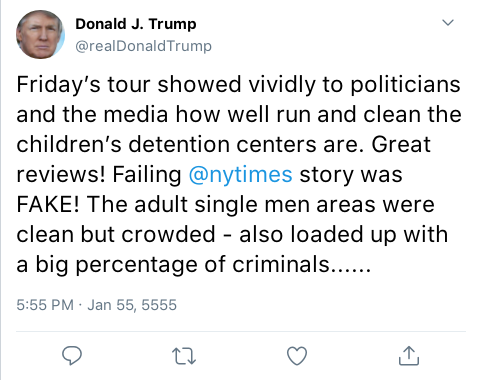 Donald J. Trump
@realDonaldTrump
Friday’s tour showed vividly to politicians
and the media how well run and clean the
children’s detention centers are. Great
reviews! Failing @nytimes story was
FAKE! The adult single men areas were
clean but crowded - also loaded up with
a big percentage of criminals......
5:55 PM · Jan 55, 5555